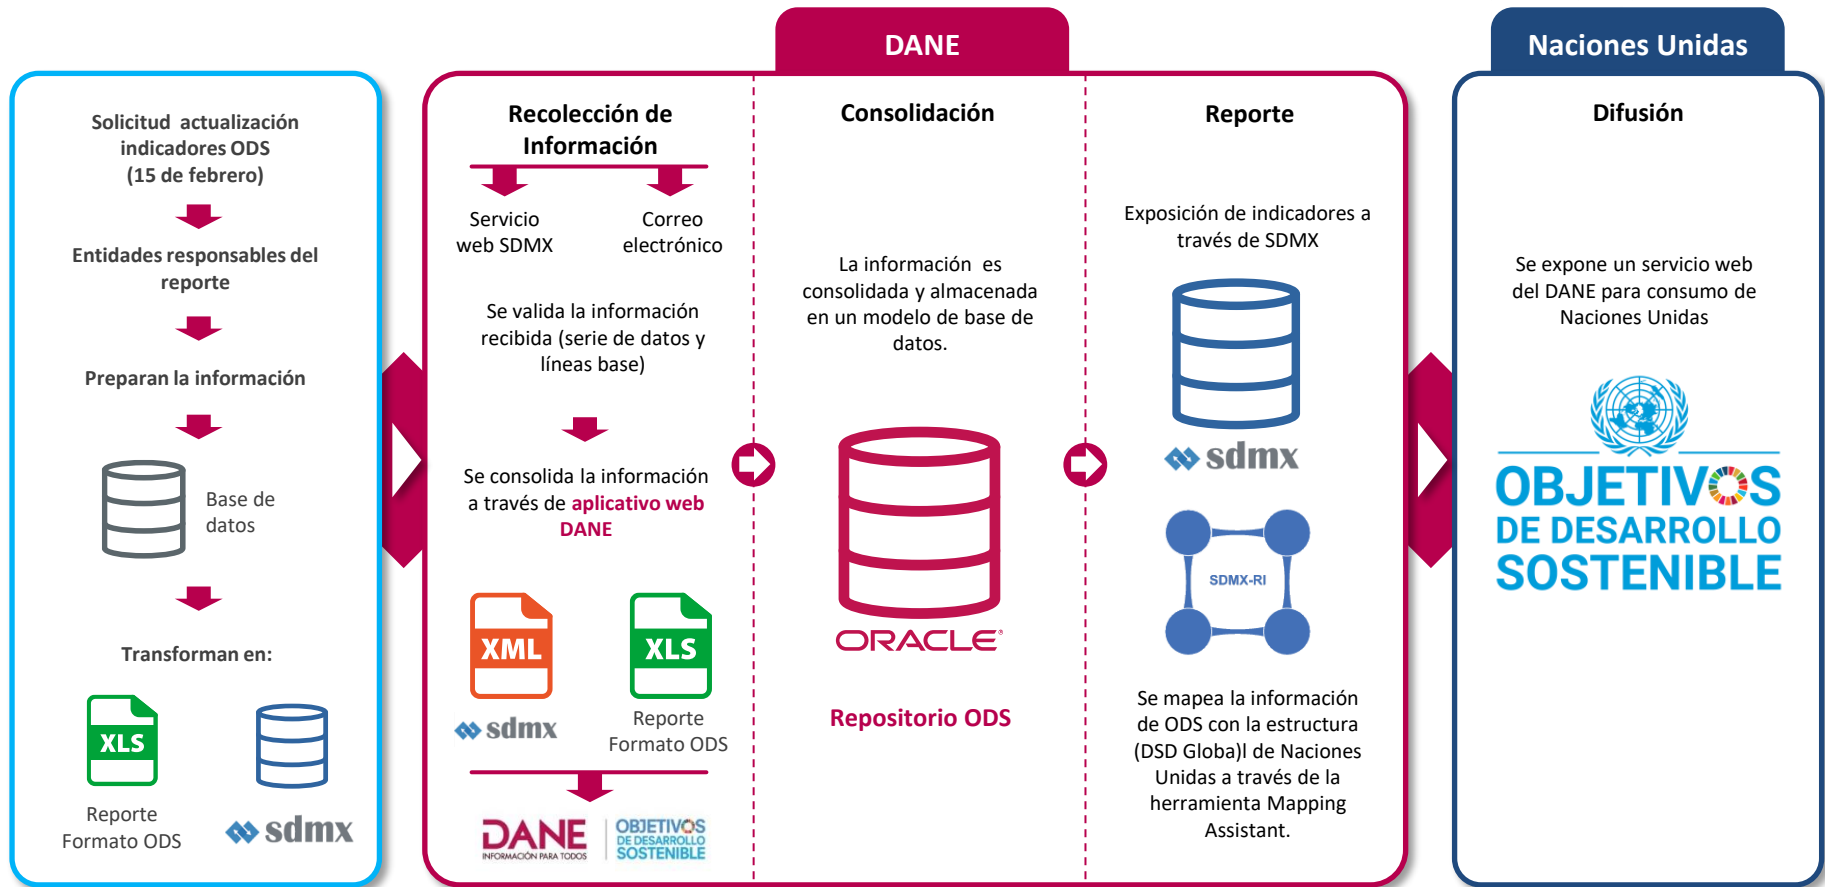 DANE
Naciones Unidas
Solicitud actualización
indicadores ODS
(15 de febrero)
Entidades responsables del
reporte
Preparan la información
Base de
datos
Transforman en:
XLS
Reporte
Formato ODS
sdmx
Recolección de
Información
Servicio
web SDMX
Correo
electrónico
Se valida la información
recibida (serie de datos y
líneas base)
Se consolida la información
a través de aplicativo web
DANE
XML
sdmx
XLS
Reporte
Formato ODS
DANE
INFORMACIÓN PARA TODOS
OBJETIVOS
DE DESARROLLO
SOSTENIBLE
Consolidación
La información es
consolidada y almacenada
en un modelo de base de
datos.
ORACLE®
Repositorio ODS
Reporte
Exposición de indicadores a
través de SDMX
sdmx
SDMX-RI
Se mapea la información
de ODS con la estructura
(DSD Globa)l de Naciones
Unidas a través de la
herramienta Mapping
Assistant.
Difusión
Se expone un servicio web
del DANE para consumo de
Naciones Unidas
OBJETIVOS
DE DESARROLLO
SOSTENIBLE